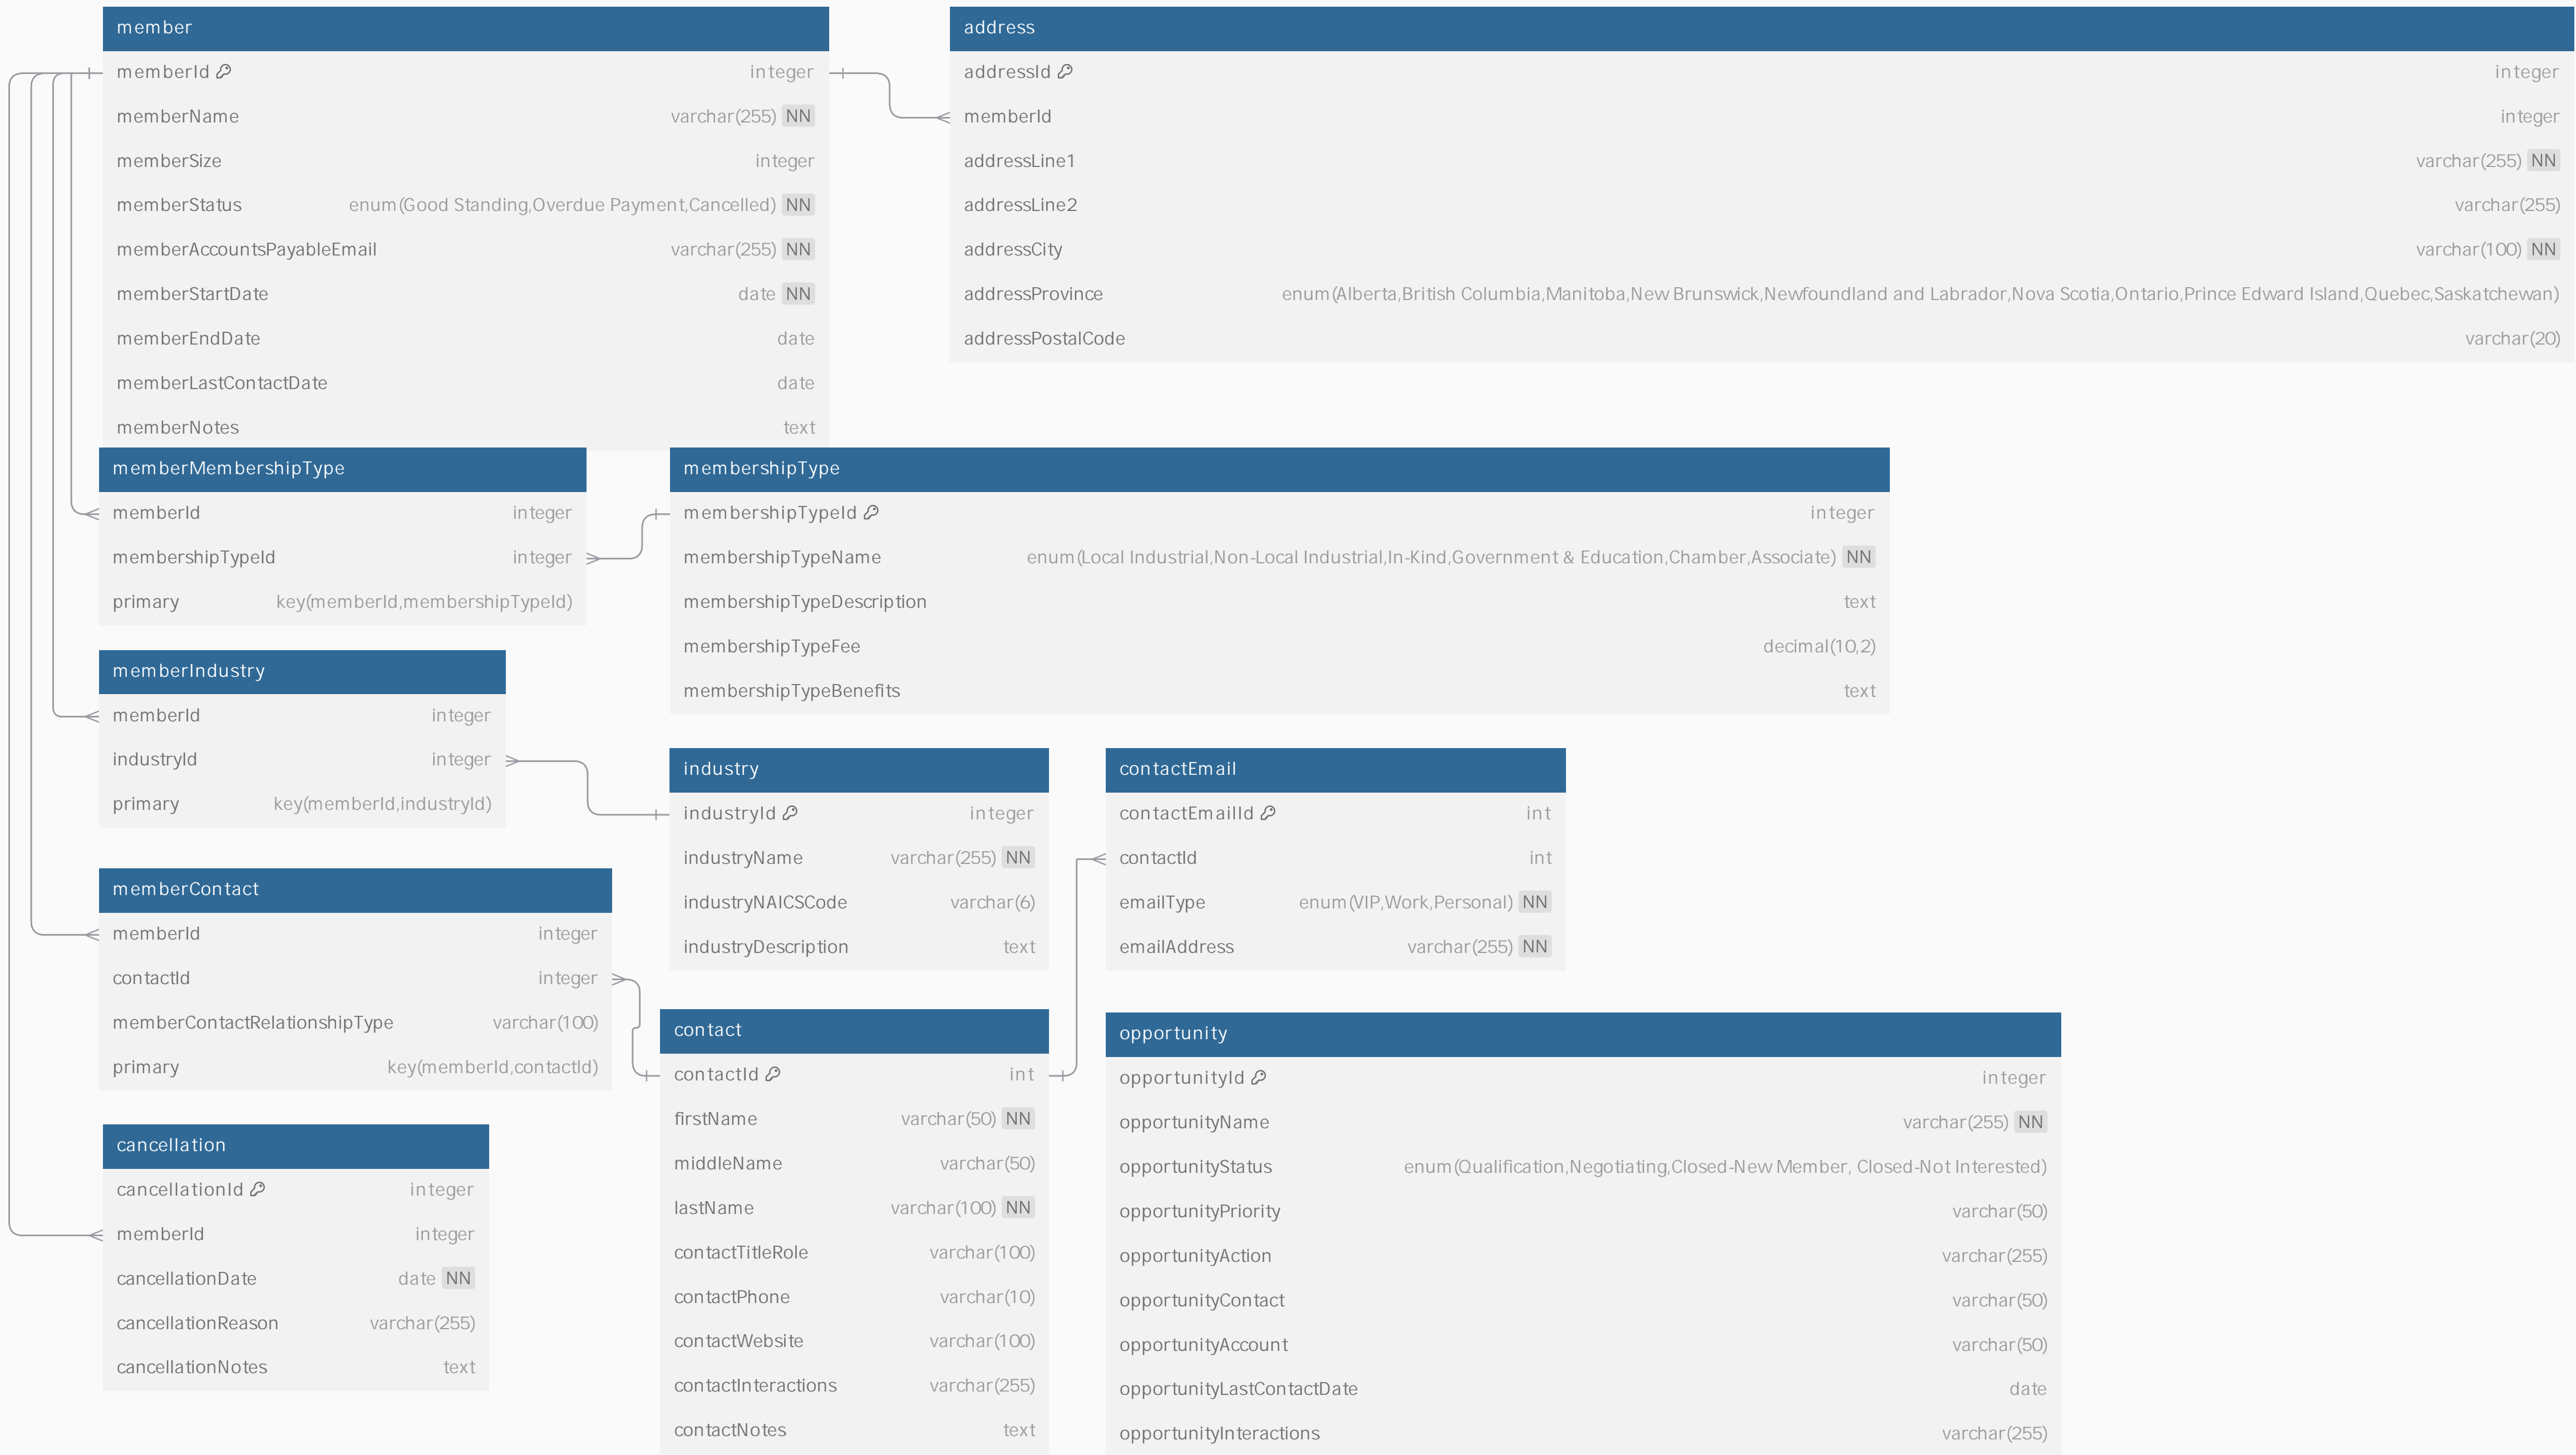 member
memberId integer
memberName varchar(255) NN
memberSize integer
memberStatus enum(Good Standing,Overdue Payment,Cancelled) NN
memberAccountsPayableEmail varchar(255) NN
memberStartDate date NN
memberEndDate date
memberLastContactDate date
memberNotes text
address
addressId integer
memberId integer
addressLine1 varchar(255) NN
addressLine2 varchar(255)
addressCity varchar(100) NN
addressProvince enum(Alberta,British Columbia,Manitoba,New Brunswick,Newfoundland and Labrador,Nova Scotia,Ontario,Prince Edward Island,Quebec,Saskatchewan)
addressPostalCode varchar(20)
memberMembershipType
memberId integer
membershipTypeId integer
primary key(memberId,membershipTypeId)
membershipType
membershipTypeId integer
membershipTypeName enum(Local Industrial,Non-Local Industrial,In-Kind,Government & Education,Chamber,Associate) NN
membershipTypeDescription text
membershipTypeFee decimal(10,2)
membershipTypeBenefits text
memberIndustry
memberId integer
industryId integer
primary key(memberId,industryId)
industry
industryId integer
industryName varchar(255) NN
industryNAICSCode varchar(6)
industryDescription text
contactEmail
contactEmailId int
contactId int
emailType enum(VIP,Work,Personal) NN
emailAddress varchar(255) NN
memberContact
memberId integer
contactId integer
memberContactRelationshipType varchar(100)
primary key(memberId,contactId)
contact
contactId int
firstName varchar(50) NN
middleName varchar(50)
lastName varchar(100) NN
contactTitleRole varchar(100)
contactPhone varchar(10)
contactWebsite varchar(100)
contactInteractions varchar(255)
contactNotes text
opportunity
opportunityId integer
opportunityName varchar(255) NN
opportunityStatus enum(Qualification,Negotiating,Closed-New Member, Closed-Not Interested)
opportunityPriority varchar(50)
opportunityAction varchar(255)
opportunityContact varchar(50)
opportunityAccount varchar(50)
opportunityLastContactDate date
opportunityInteractions varchar(255)
cancellation
cancellationId integer
memberId integer
cancellationDate date NN
cancellationReason varchar(255)
cancellationNotes text